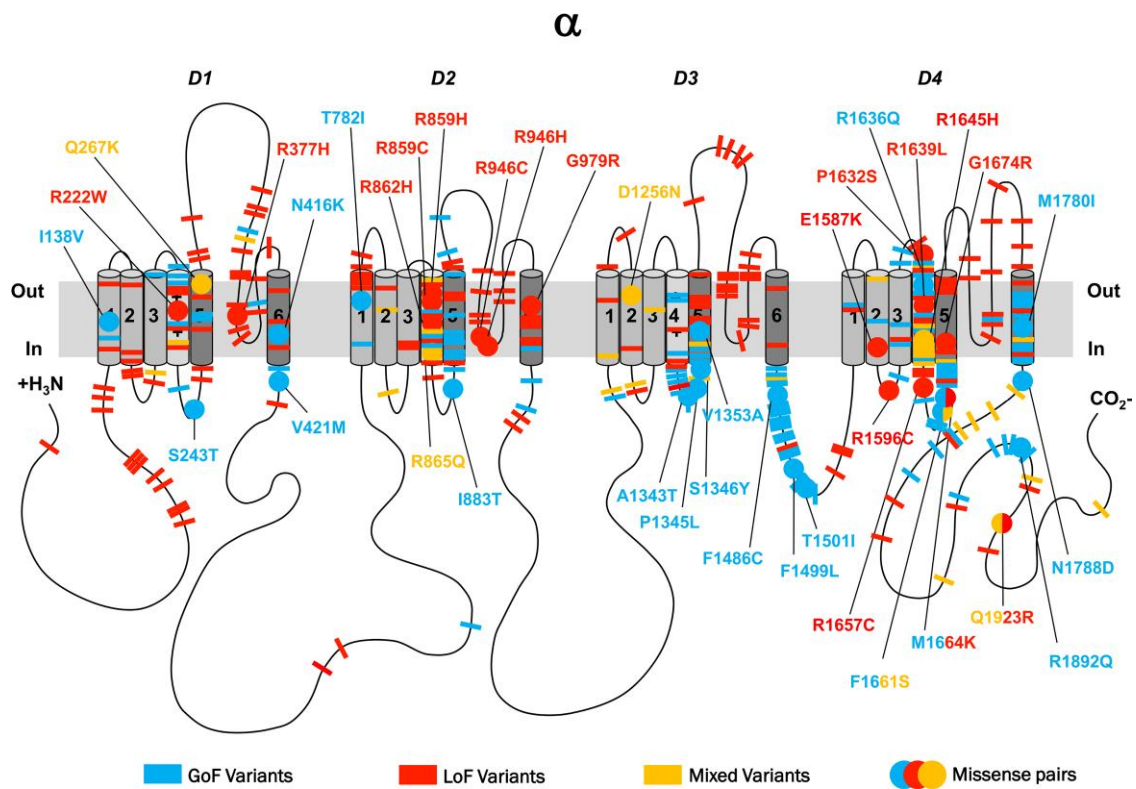 α
D1
D2
D3
D4
T782I
R859H
R1636Q
R1645H
Q267K
R377H
R859C
R946H
R1639L
R222W
N416K
R862H
R946C
G979R
D1256N
P1632S
G1674R
I138V
E1587K
M1780I
Out
1 2 3 5 6
1 2 3 5
1 2 3 4 5 6
1 2 3 5
Out
In
In
+H₃N
CO₂-
S243T
V421M
R865Q
I883T
A1343T
V1353A
S1346Y
P1345L
R1596C
F1486C
T1501I
F1499L
R1657C
M1664K
F1661S
Q1923R
N1788D
R1892Q
GoF Variants
LoF Variants
Mixed Variants
Missense pairs